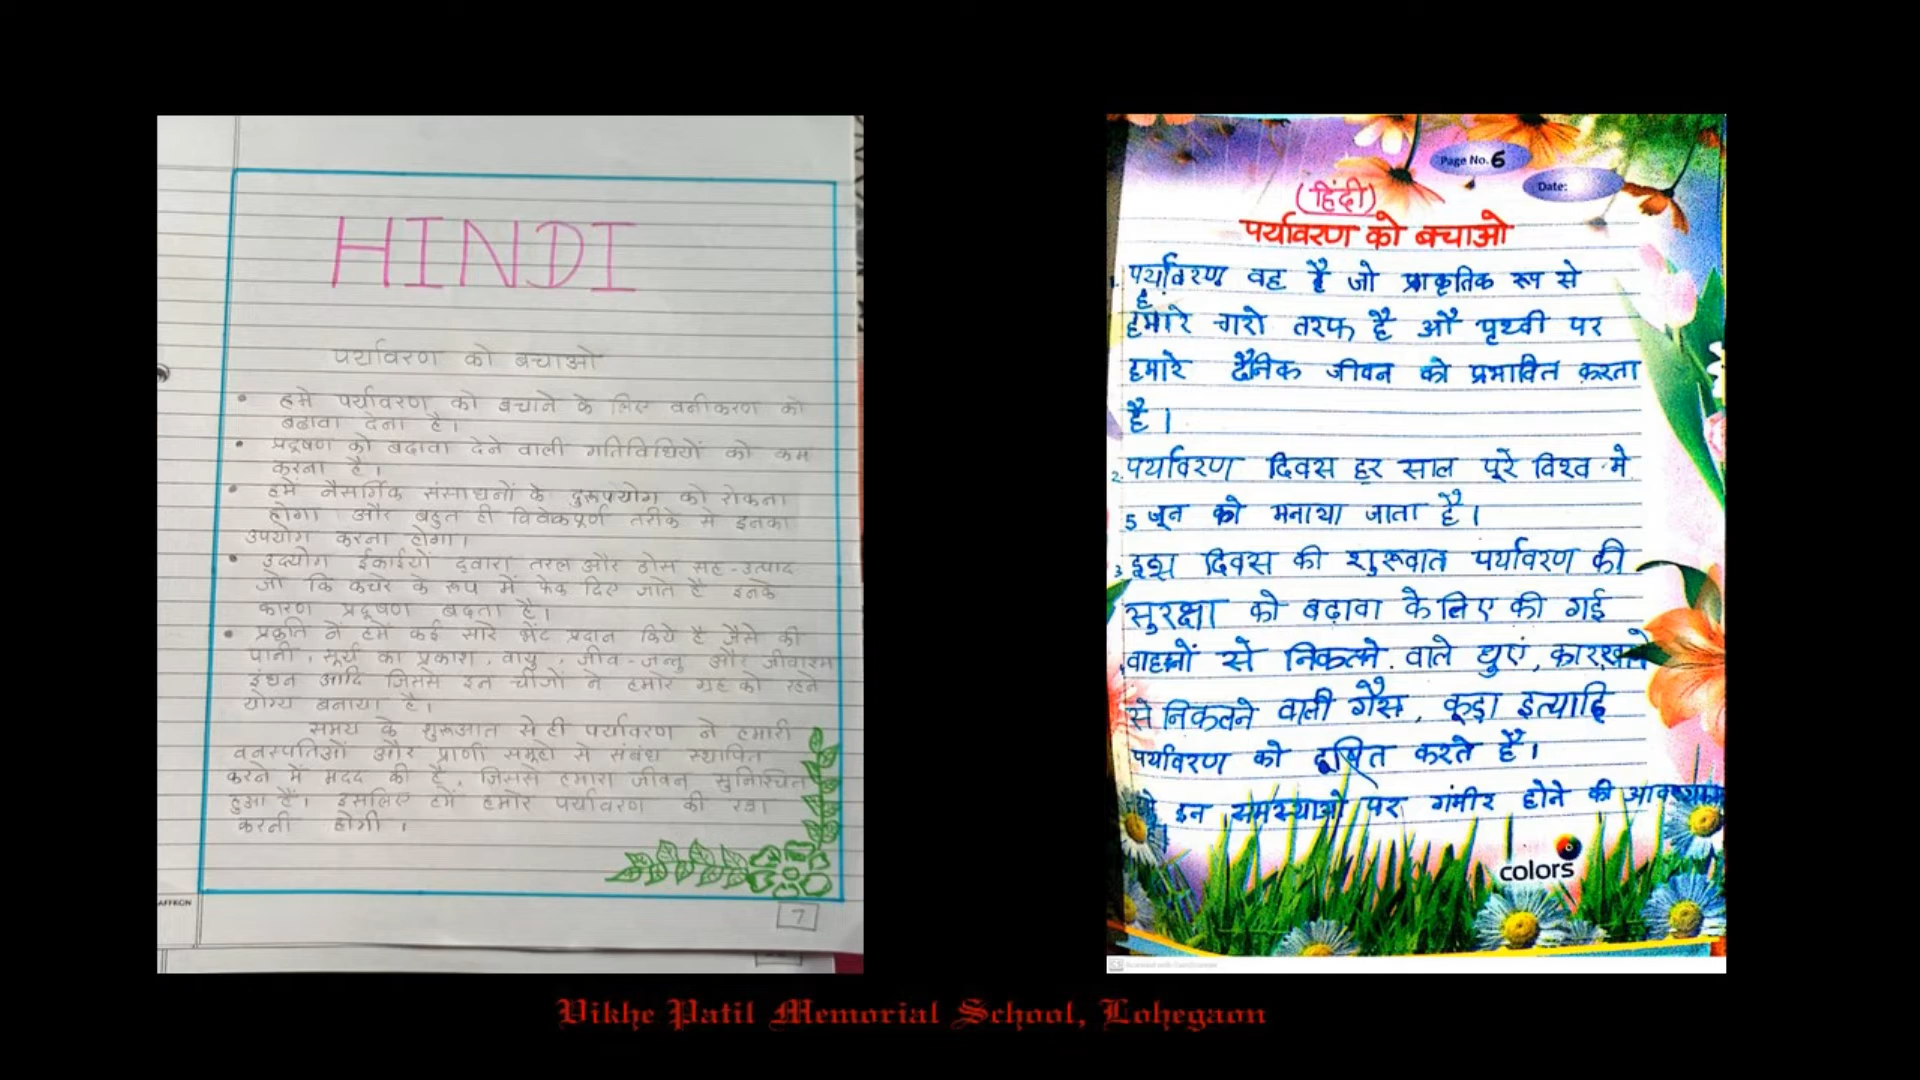 HINDI
पर्यावरण को बचाओ
• हमे पर्यावरण को बचाने के लिए वनीकरण को
बढावा देना है।
• प्रदूषण को बढावा देने वाली गतिविधियों को कम
करना है।
• हमें नैसर्गिक संसाधनों के दुरूपयोग को रोकना
होगा और बहुत ही विवेकपूर्ण तरीके से इनका
उपयोग करना होगा।
• उद्योग ईकाईयों द्वारा तरल और ठोस सह-उत्पाद
जो कि कचरे के रूप में फेक दिए जाते है इनके
कारण प्रदूषण बढता है।
• प्रकृति नें हमें कई सारे भेंट प्रदान किये है जैसे की
पानी, सूर्य का प्रकाश, वायु, जीव-जन्तु और जीवाश्म
इंधन आदि जिससे इन चीजों ने हमारे ग्रह को रहने
योग्य बनाया है।
समय के शुरूआत से ही पर्यावरण ने हमारी
वनस्पतिओं और प्राणी समूहो से संबंध स्थापित
करने में मदद की है, जिससे हमारा जीवन सुनिश्चित
हुआ हैं। इसलिए हमें हमारे पर्यावरण की रक्षा
करनी होगी।
7
AFFRON
Page No. 6
Date:
(हिंदी)
पर्यावरण को बचाओ
1. पर्यावरण वह है जो प्राकृतिक रूप से
हमारे चारो तरफ है औ पृथ्वी पर
हमारे दैनिक जीवन को प्रभावित करता
है।
2. पर्यावरण दिवस हर साल पूरे विश्व मे
5 जून को मनाया जाता है।
3. इस दिवस की शुरूवात पर्यावरण की
सुरक्षा को बढ़ावा के लिए की गई
वाहनों से निकलने वाले धुएं, कारखाने
से निकलने वाली गैस, कूड़ा इत्यादि
पर्यावरण को दूषित करते है।
इन समस्याओ पर गंभीर होने की
colors
Scanned with CamScanner
Vikhe Patil Memorial School, Lohegaon